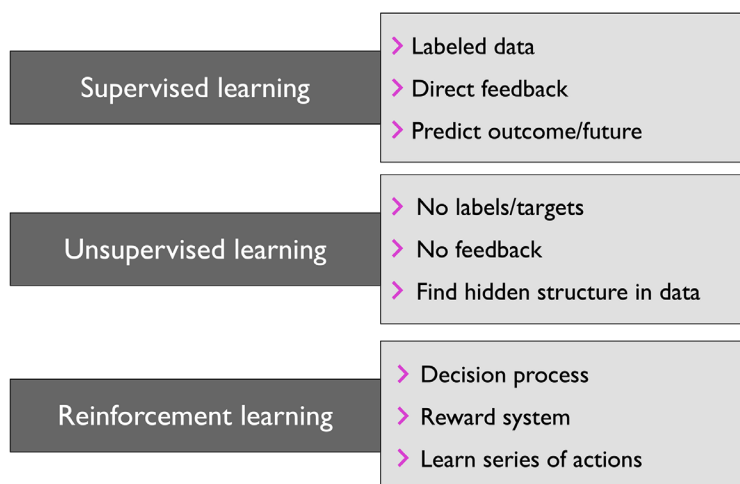 Supervised learning
Labeled data
Direct feedback
Predict outcome/future
Unsupervised learning
No labels/targets
No feedback
Find hidden structure in data
Reinforcement learning
Decision process
Reward system
Learn series of actions